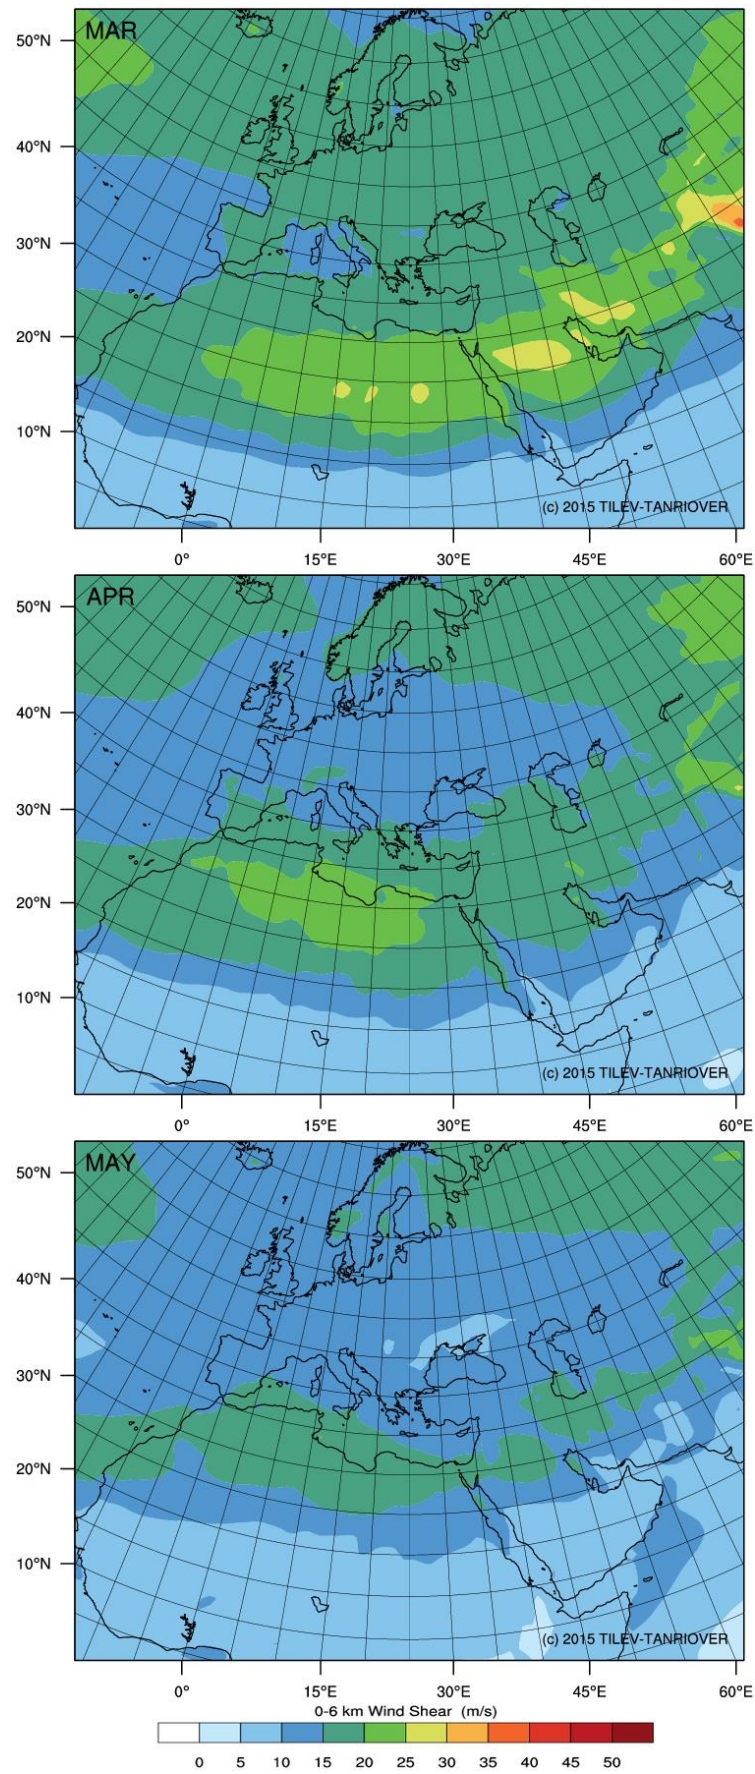 MAR
50°N
40°N
30°N
20°N
10°N
(c) 2015 TILEV-TANRIOVER
0° 15°E 30°E 45°E 60°E
APR
50°N
40°N
30°N
20°N
10°N
(c) 2015 TILEV-TANRIOVER
0° 15°E 30°E 45°E 60°E
MAY
50°N
40°N
30°N
20°N
10°N
(c) 2015 TILEV-TANRIOVER
0° 15°E 30°E 45°E 60°E
0-6 km Wind Shear (m/s)
0 5 10 15 20 25 30 35 40 45 50